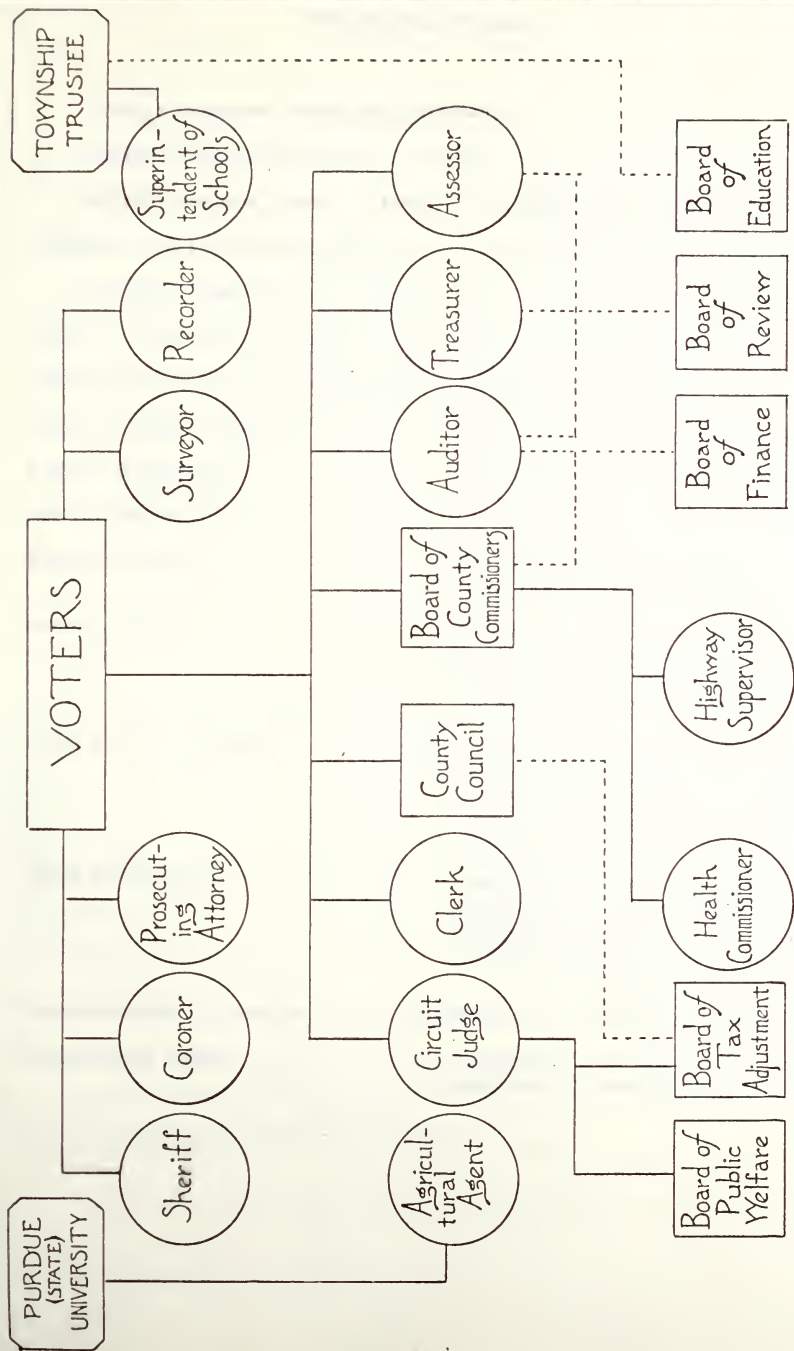 PURDUE
(STATE)
UNIVERSITY
VOTERS
TOWNSHIP
TRUSTEE
Sheriff
Coroner
Prosecut-
ing
Attorney
Surveyor
Recorder
Superin-
tendent of
Schools
Agricul-
tural
Agent
Circuit
Judge
Clerk
County
Council
Board of
County
Commissioners
Auditor
Treasurer
Assessor
Board of
Public
Welfare
Board of
Tax
Adjustment
Health
Commissioner
Highway
Supervisor
Board
of
Finance
Board
of
Review
Board
of
Education